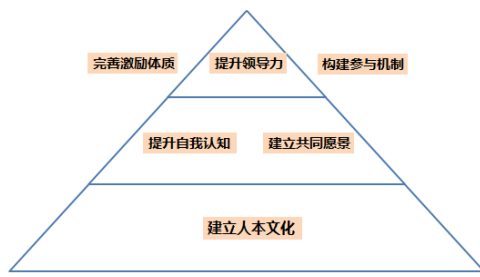 完善激励体质
提升领导力
构建参与机制
提升自我认知
建立共同愿景
建立人本文化